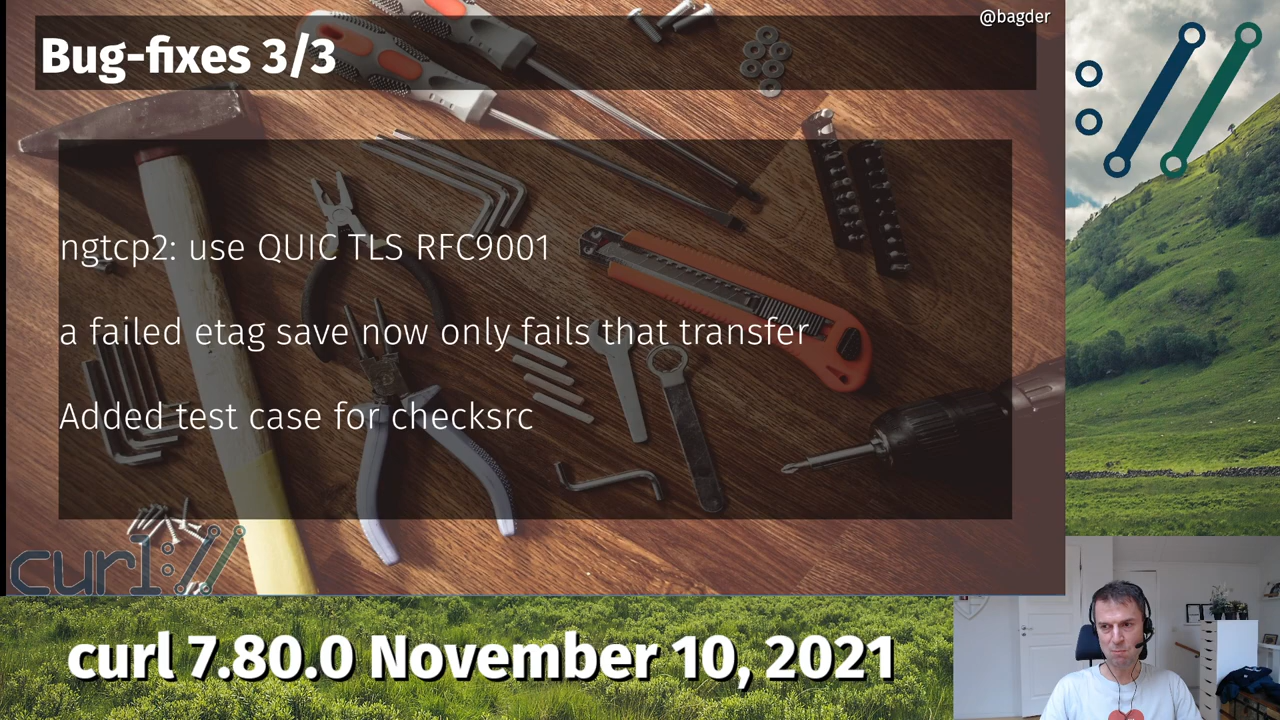 @bagder
Bug-fixes 3/3
ngtcp2: use QUIC TLS RFC9001
a failed etag save now only fails that transfer
Added test case for checksrc
curl://
curl 7.80.0 November 10, 2021